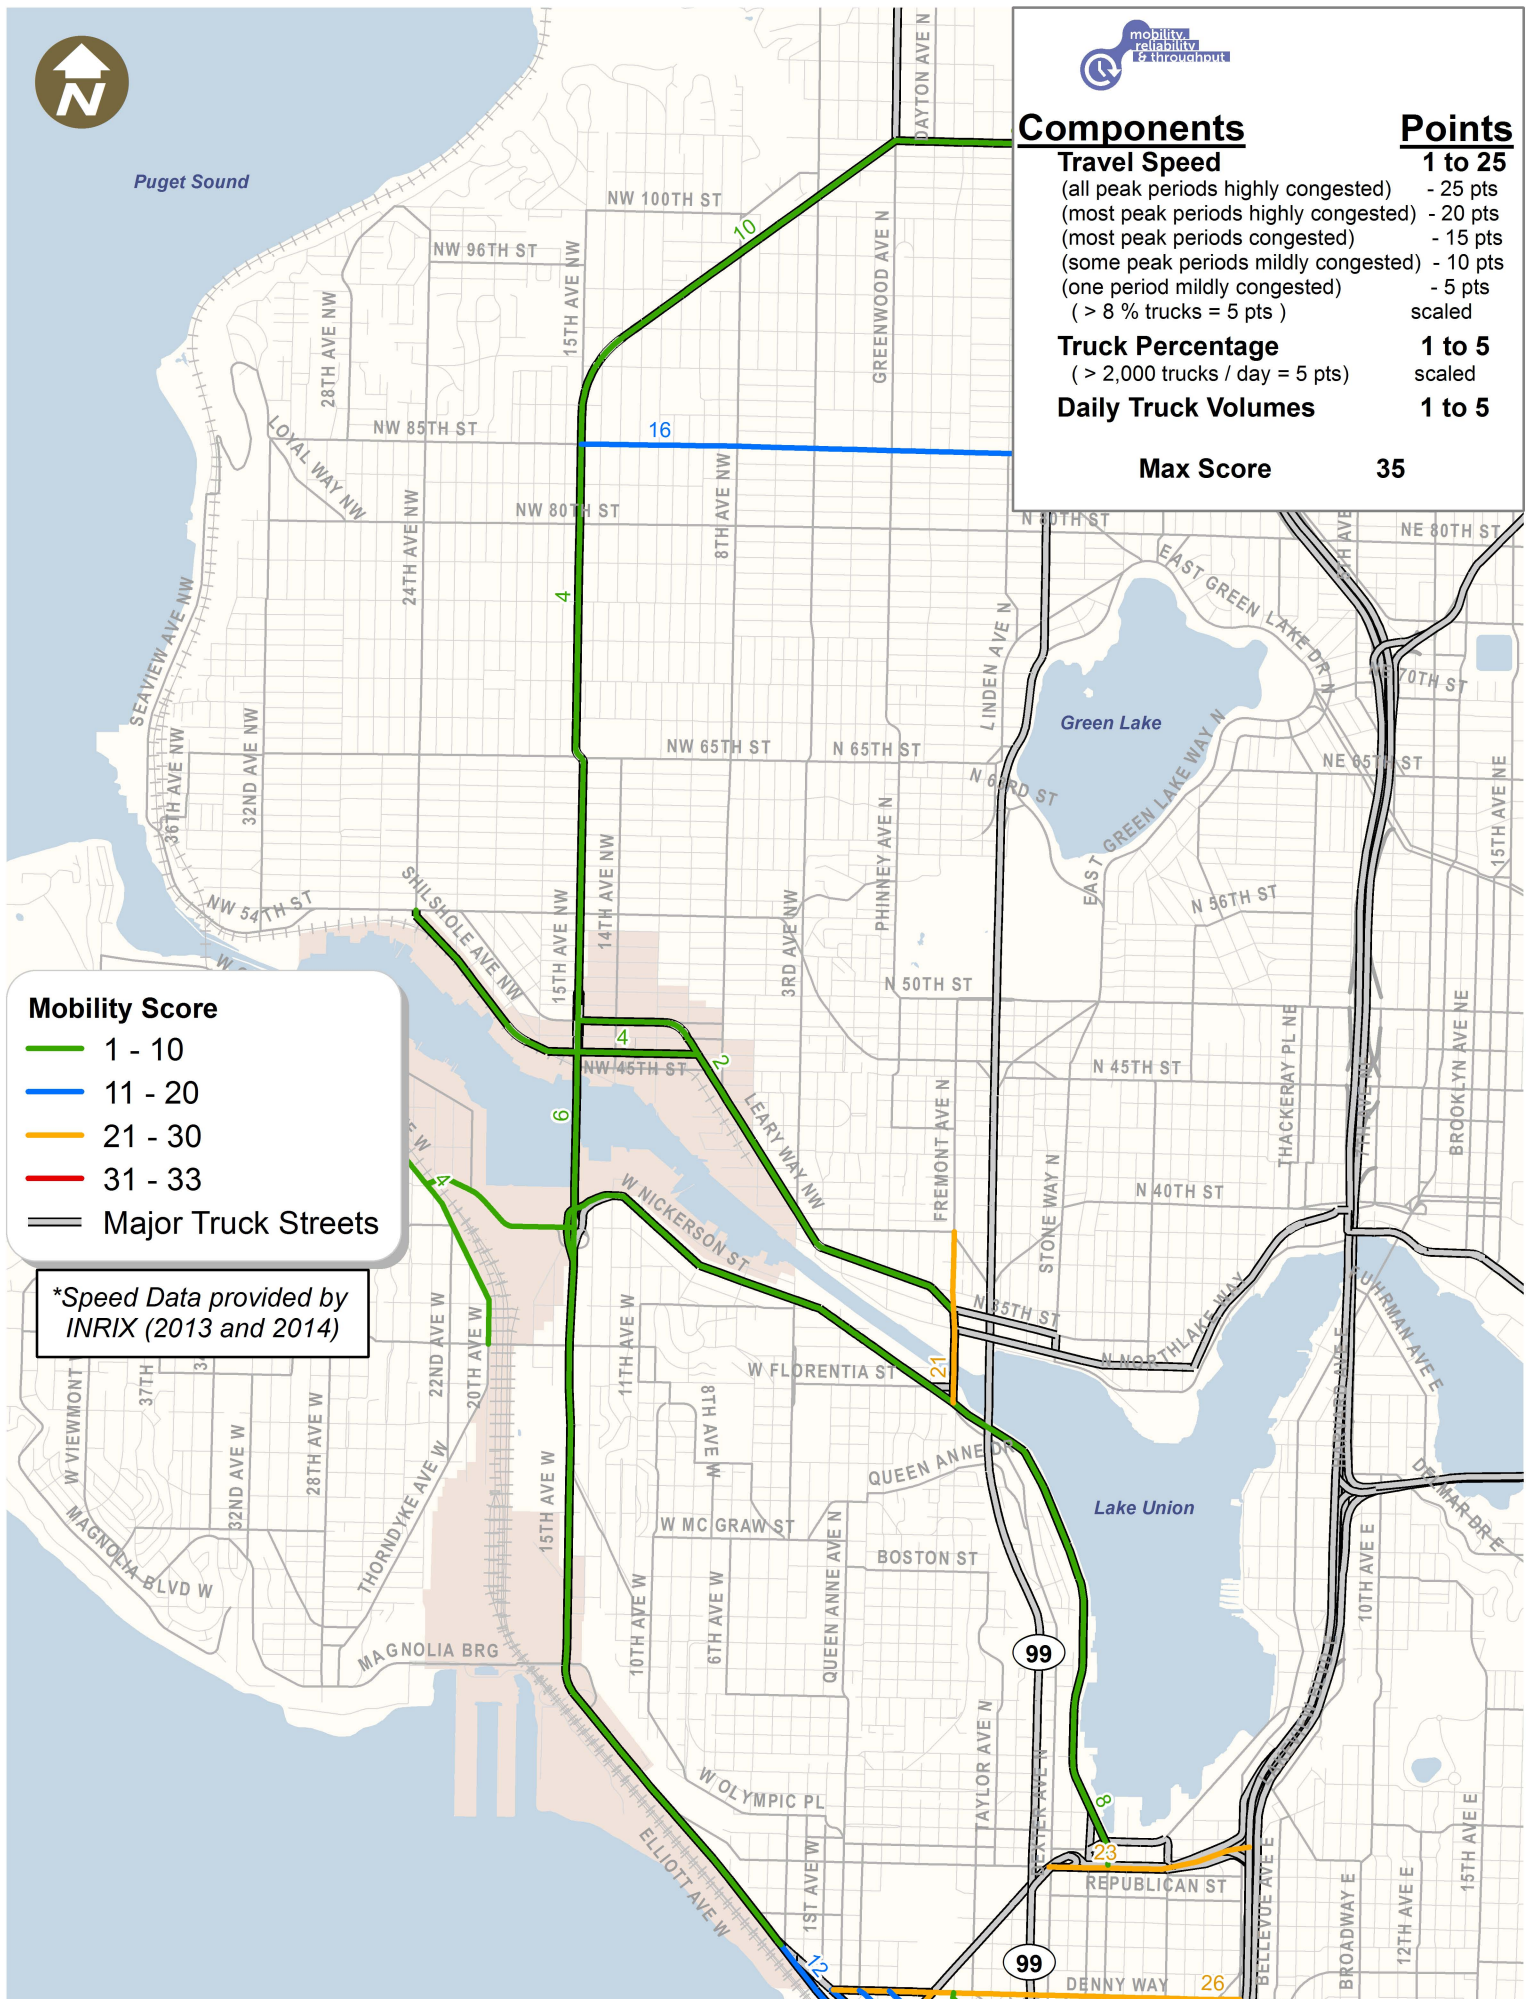 mobility,
reliability
& throughput
Components Points
Travel Speed 1 to 25
(all peak periods highly congested) - 25 pts
(most peak periods highly congested) - 20 pts
(most peak periods congested) - 15 pts
(some peak periods mildly congested) - 10 pts
(one period mildly congested) - 5 pts
( > 8 % trucks = 5 pts ) scaled
Truck Percentage 1 to 5
( > 2,000 trucks / day = 5 pts) scaled
Daily Truck Volumes 1 to 5
Max Score 35
N
Puget Sound
DAYTON AVE N
NW 100TH ST
10
NW 96TH ST
15TH AVE NW
GREENWOOD AVE N
28TH AVE NW
LOYAL WAY NW
NW 85TH ST
16
24TH AVE NW
NW 80TH ST
8TH AVE NW
N 80TH ST
NE 80TH ST
EAST GREEN LAKE DR N
4
SEAVIEW AVE NW
LINDEN AVE N
70TH ST
Green Lake
32ND AVE NW
36TH AVE NW
NW 65TH ST
N 65TH ST
NE 65TH ST
N 63RD ST
EAST GREEN LAKE WAY N
15TH AVE NE
14TH AVE NW
PHINNEY AVE N
SHILSHOLE AVE NW
NW 54TH ST
15TH AVE NW
3RD AVE NW
N 56TH ST
N 50TH ST
Mobility Score
1 - 10
11 - 20
21 - 30
31 - 33
Major Truck Streets
*Speed Data provided by
INRIX (2013 and 2014)
4
2
NW 45TH ST
N 45TH ST
THACKERAY PL NE
BROOKLYN AVE NE
6
LEARY WAY NW
FREMONT AVE N
STONE WAY N
4
W NICKERSON ST
N 40TH ST
N 35TH ST
N NORTHLAKE WAY
FUHRMAN AVE E
22ND AVE W
20TH AVE W
11TH AVE W
W FLORENTIA ST
21
W VIEWMONT
37TH
32ND AVE W
28TH AVE W
8TH AVE W
QUEEN ANNE DR
THORNDYKE AVE W
15TH AVE W
W MC GRAW ST
BOSTON ST
Lake Union
DELMAR DR E
MAGNOLIA BLVD W
10TH AVE W
6TH AVE W
QUEEN ANNE AVE N
10TH AVE E
MAGNOLIA BRG
99
TAYLOR AVE N
DEXTER AVE N
W OLYMPIC PL
8
ELLIOTT AVE W
1ST AVE W
23
REPUBLICAN ST
BELLEVUE AVE E
BROADWAY E
12TH AVE E
15TH AVE E
12
99
DENNY WAY
26